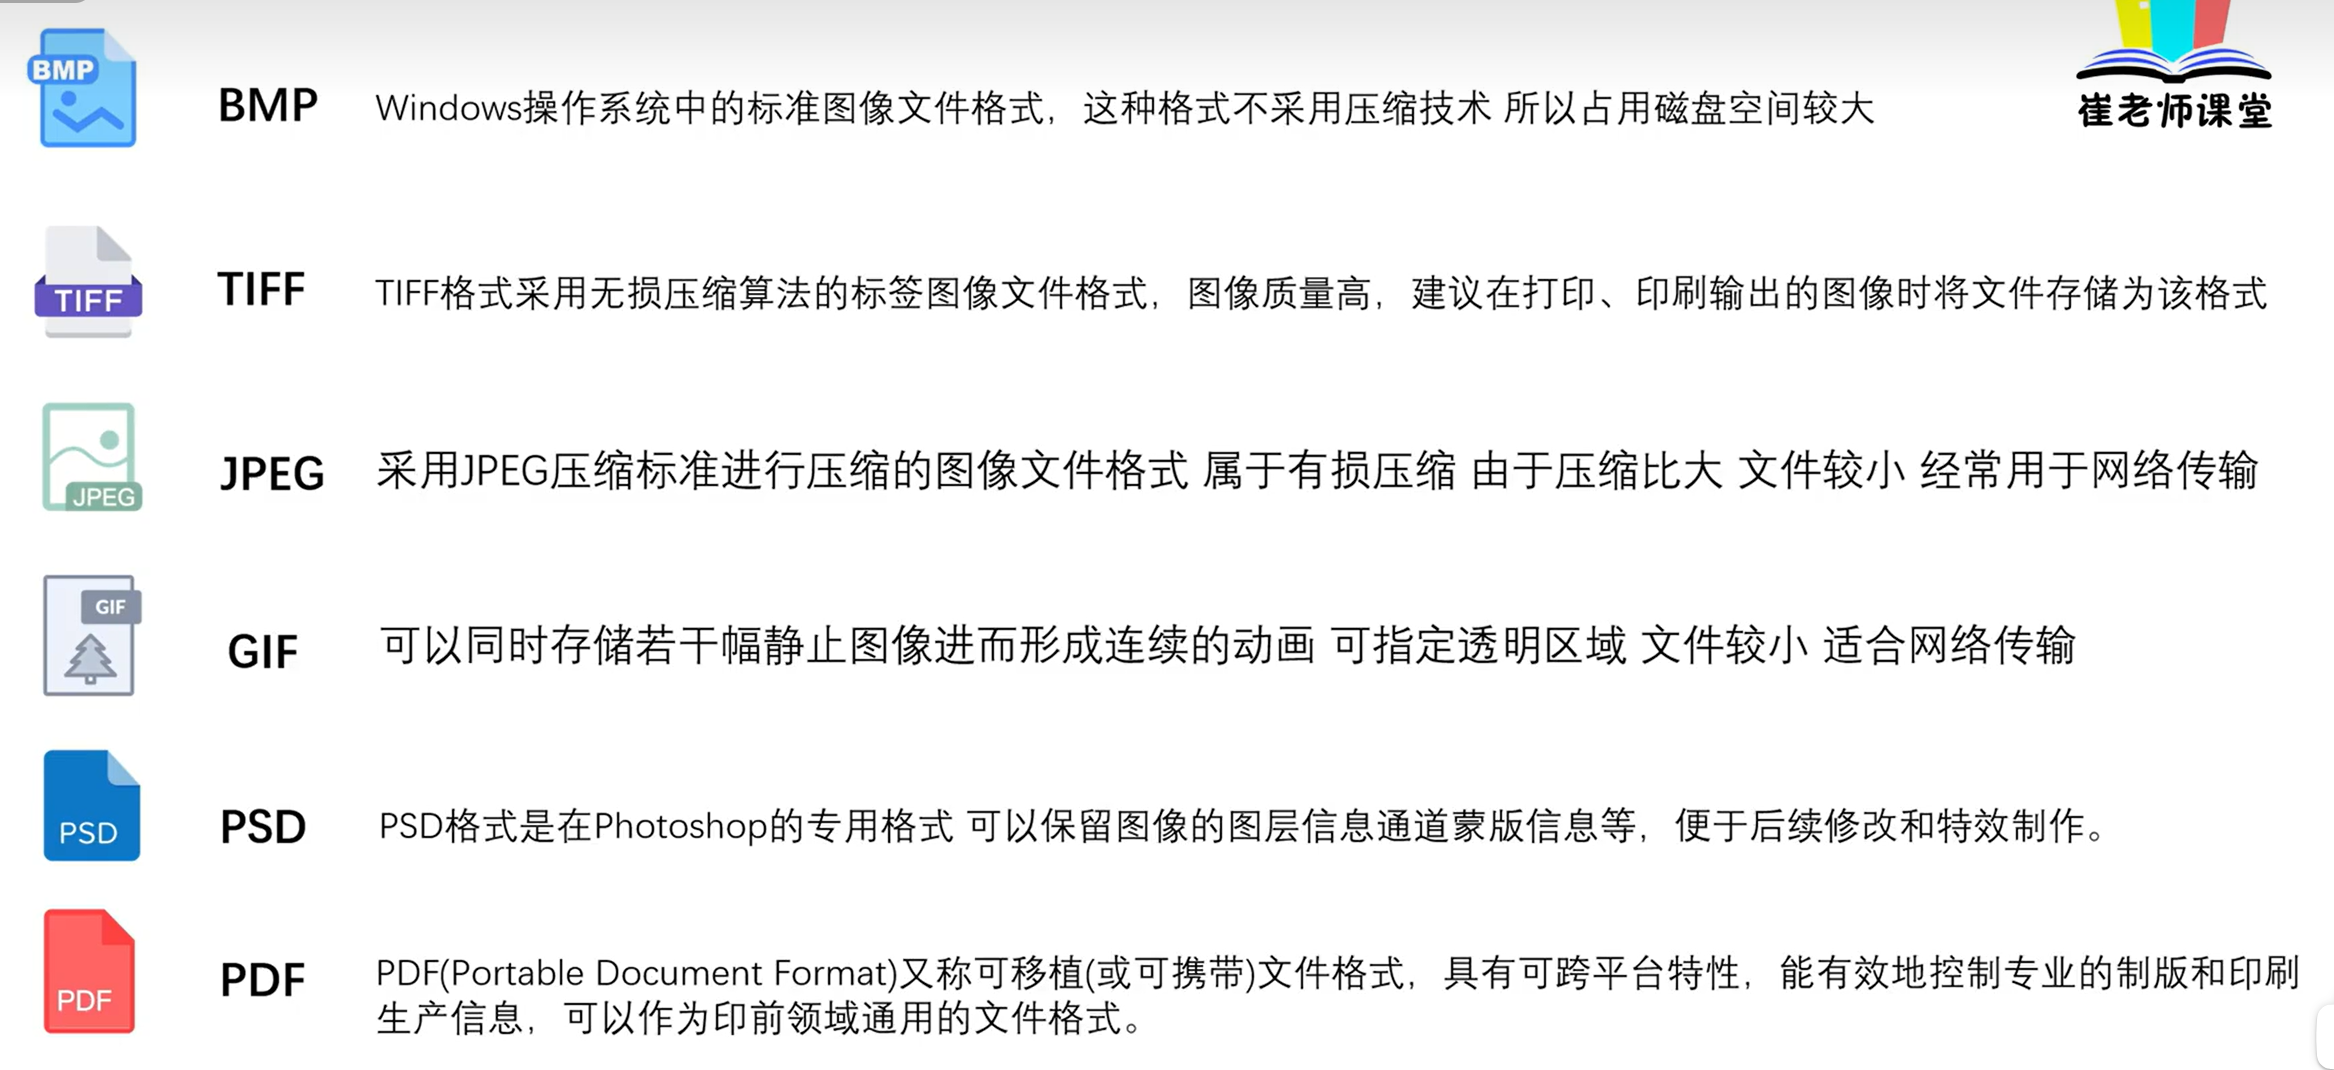 BMP
BMP Windows操作系统中的标准图像文件格式，这种格式不采用压缩技术 所以占用磁盘空间较大
崔老师课堂
TIFF
TIFF TIFF格式采用无损压缩算法的标签图像文件格式，图像质量高，建议在打印、印刷输出的图像时将文件存储为该格式
JPEG
JPEG 采用JPEG压缩标准进行压缩的图像文件格式 属于有损压缩 由于压缩比大 文件较小 经常用于网络传输
GIF
GIF 可以同时存储若干幅静止图像进而形成连续的动画 可指定透明区域 文件较小 适合网络传输
PSD
PSD PSD格式是在Photoshop的专用格式 可以保留图像的图层信息通道蒙版信息等，便于后续修改和特效制作。
PDF
PDF PDF(Portable Document Format)又称可移植(或可携带)文件格式，具有可跨平台特性，能有效地控制专业的制版和印刷
生产信息，可以作为印前领域通用的文件格式。